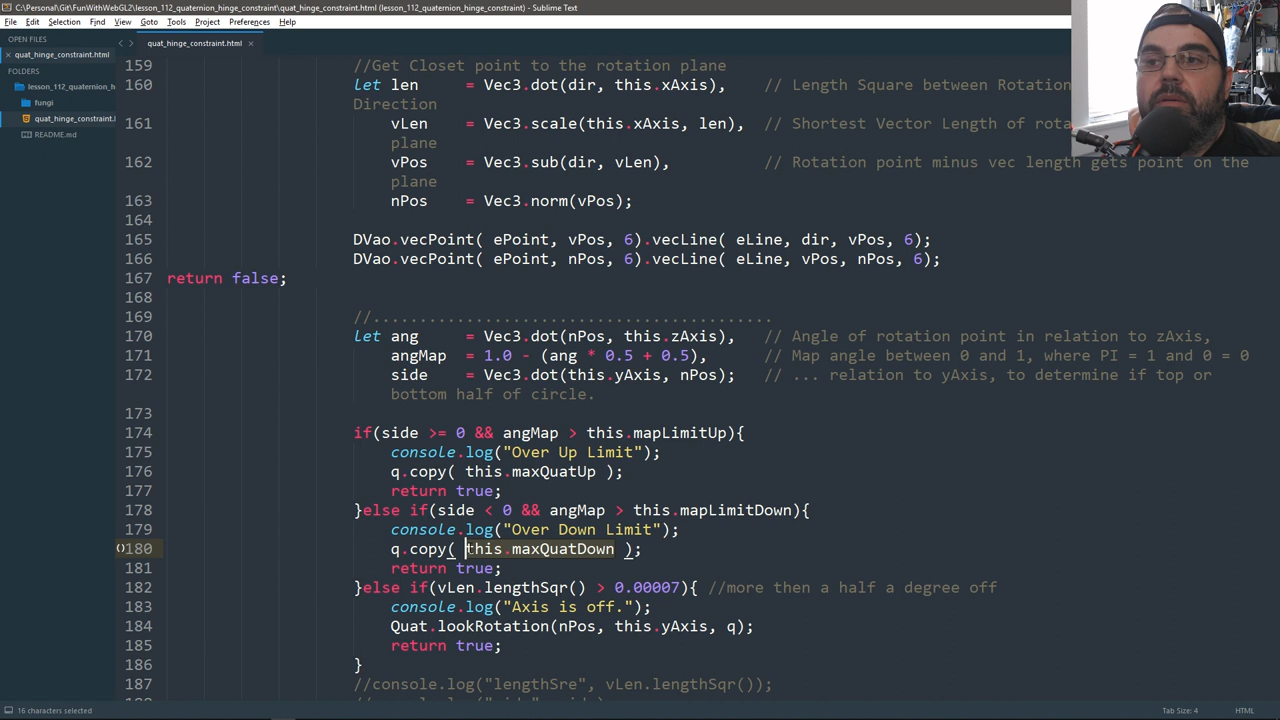 C:\Personal\Git\FunWithWebGL2\lesson_112_quaternion_hinge_constraint\quat_hinge_constraint.html (lesson_112_quaternion_hinge_constraint) - Sublime Text
File Edit Selection Find View Goto Tools Project Preferences Help
OPEN FILES
quat_hinge_constraint.html
FOLDERS
lesson_112_quaternion_h
fungi
quat_hinge_constraint.h
README.md
quat_hinge_constraint.html
159 //Get Closet point to the rotation plane
160 let len = Vec3.dot(dir, this.xAxis), // Length Square between Rotation
Direction
161 vLen = Vec3.scale(this.xAxis, len), // Shortest Vector Length of rota
plane
162 vPos = Vec3.sub(dir, vLen), // Rotation point minus vec length gets point on the
plane
163 nPos = Vec3.norm(vPos);
164
165 DVao.vecPoint( ePoint, vPos, 6).vecLine( eLine, dir, vPos, 6);
166 DVao.vecPoint( ePoint, nPos, 6).vecLine( eLine, vPos, nPos, 6);
167 return false;
168
169 //............................................
170 let ang = Vec3.dot(nPos, this.zAxis), // Angle of rotation point in relation to zAxis,
171 angMap = 1.0 - (ang * 0.5 + 0.5), // Map angle between 0 and 1, where PI = 1 and 0 = 0
172 side = Vec3.dot(this.yAxis, nPos); // ... relation to yAxis, to determine if top or
bottom half of circle.
173
174 if(side >= 0 && angMap > this.mapLimitUp){
175 console.log("Over Up Limit");
176 q.copy( this.maxQuatUp );
177 return true;
178 }else if(side < 0 && angMap > this.mapLimitDown){
179 console.log("Over Down Limit");
180 q.copy( this.maxQuatDown );
181 return true;
182 }else if(vLen.lengthSqr() > 0.00007){ //more then a half a degree off
183 console.log("Axis is off.");
184 Quat.lookRotation(nPos, this.yAxis, q);
185 return true;
186 }
187 //console.log("lengthSre", vLen.lengthSqr());
16 characters selected
Tab Size: 4
HTML